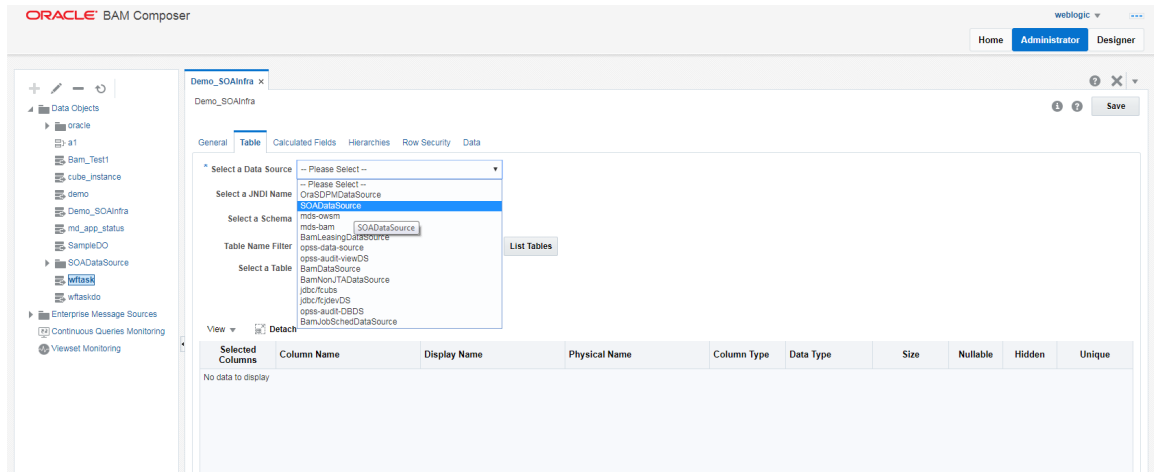 ORACLE® BAM Composer
weblogic
Home
Administrator
Designer
Data Objects
oracle
a1
Bam_Test1
cube_instance
demo
Demo_SOAInfra
md_app_status
SampleDO
SOADataSource
wftask
wftaskdo
Enterprise Message Sources
Continuous Queries Monitoring
Viewset Monitoring
Demo_SOAInfra ×
Demo_SOAInfra
Save
General Table Calculated Fields Hierarchies Row Security Data
* Select a Data Source -- Please Select --
-- Please Select --
Select a JNDI Name OraSDPMDataSource
SOADataSource
Select a Schema mds-owsm
mds-bam SOADataSource
BamLeasingDataSource
Table Name Filter opss-data-source List Tables
opss-audit-viewDS
Select a Table BamDataSource
BamNonJTADataSource
jdbc/fcubs
jdbc/fcjdevDS
opss-audit-DBDS
BamJobSchedDataSource
View Detach
Selected Columns Column Name Display Name Physical Name Column Type Data Type Size Nullable Hidden Unique
No data to display